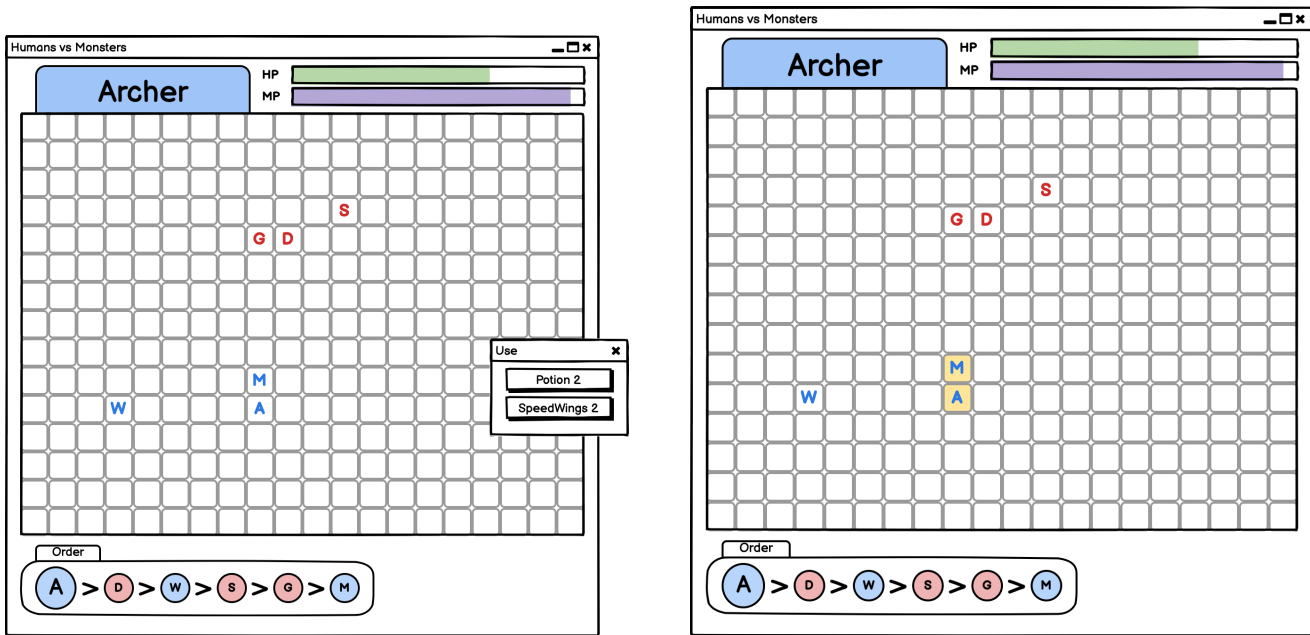 Humans vs Monsters
Archer
HP
MP
S
G D
M
W A
Use
Potion 2
SpeedWings 2
Order
A > D > W > S > G > M
Humans vs Monsters
Archer
HP
MP
S
G D
M
W A
Order
A > D > W > S > G > M